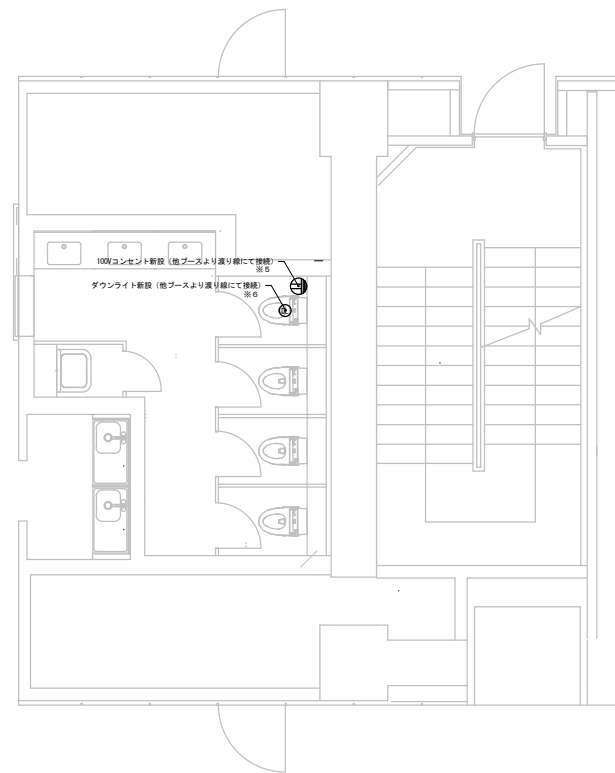 100Vコンセント新設（他ブースより渡り線にて接続）
※5
ダウンライト新設（他ブースより渡り線にて接続）
※6